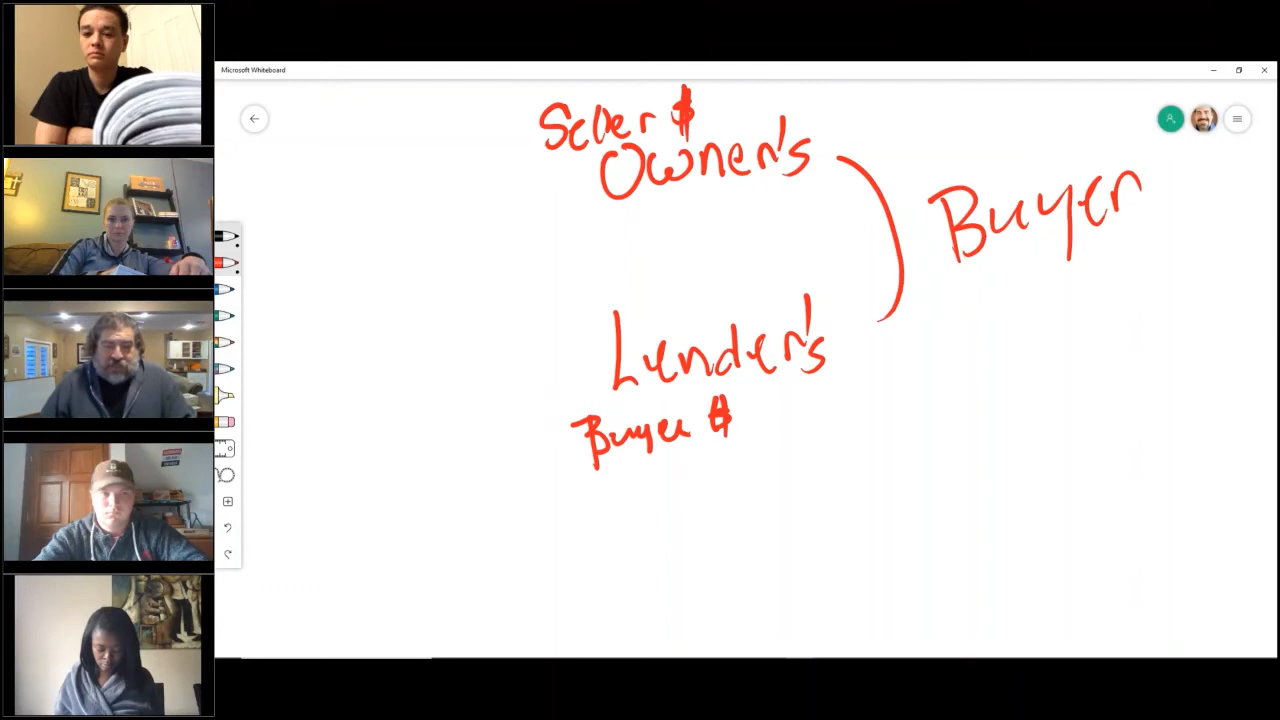 Microsoft Whiteboard
Seller $
Owner's
Buyer
Lender's
Buyer $